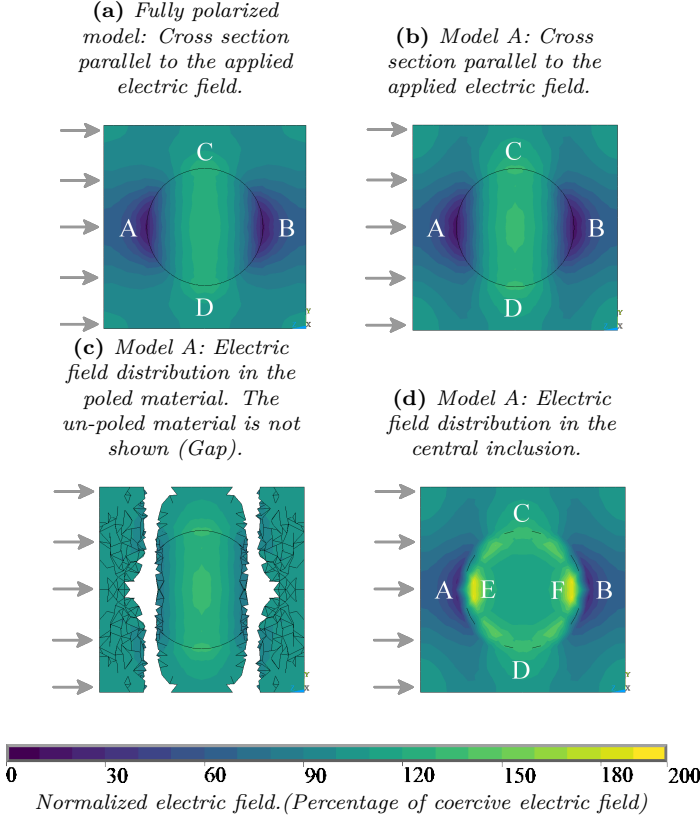 (a) Fully polarized
model: Cross section
parallel to the applied
electric field.
(b) Model A: Cross
section parallel to the
applied electric field.
C
A
B
D
Y
X
C
A
B
D
Y
X
(c) Model A: Electric
field distribution in the
poled material. The
un-poled material is not
shown (Gap).
(d) Model A: Electric
field distribution in the
central inclusion.
Y
X
C
A E F B
D
Y
X
0 30 60 90 120 150 180 200
Normalized electric field.(Percentage of coercive electric field)